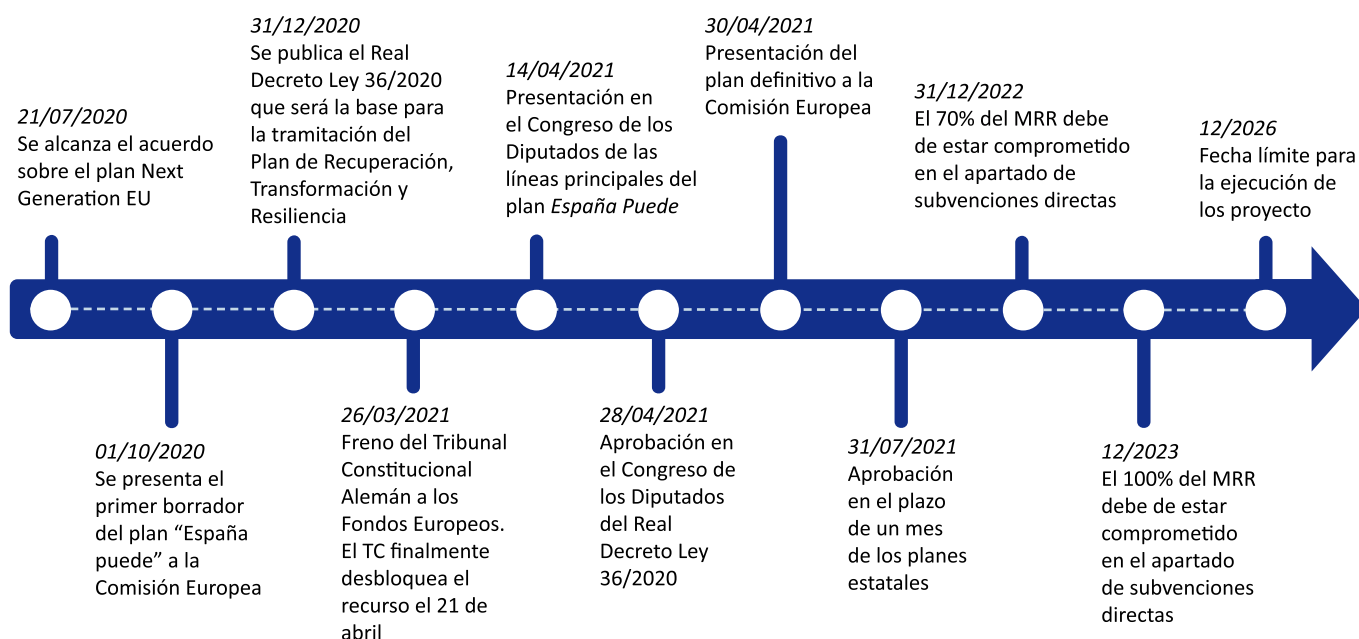 21/07/2020
Se alcanza el acuerdo
sobre el plan Next
Generation EU
01/10/2020
Se presenta el
primer borrador
del plan “España
puede” a la
Comisión Europea
31/12/2020
Se publica el Real
Decreto Ley 36/2020
que será la base para
la tramitación del
Plan de Recuperación,
Transformación y
Resiliencia
26/03/2021
Freno del Tribunal
Constitucional
Alemán a los
Fondos Europeos.
El TC finalmente
desbloquea el
recurso el 21 de
abril
14/04/2021
Presentación en
el Congreso de los
Diputados de las
líneas principales del
plan España Puede
28/04/2021
Aprobación en
el Congreso de
los Diputados
del Real
Decreto Ley
36/2020
30/04/2021
Presentación del
plan definitivo a la
Comisión Europea
31/07/2021
Aprobación
en el plazo
de un mes
de los planes
estatales
31/12/2022
El 70% del MRR debe
de estar comprometido
en el apartado de
subvenciones directas
12/2023
El 100% del MRR
debe de estar
comprometido
en el apartado
de subvenciones
directas
12/2026
Fecha límite para
la ejecución de
los proyecto